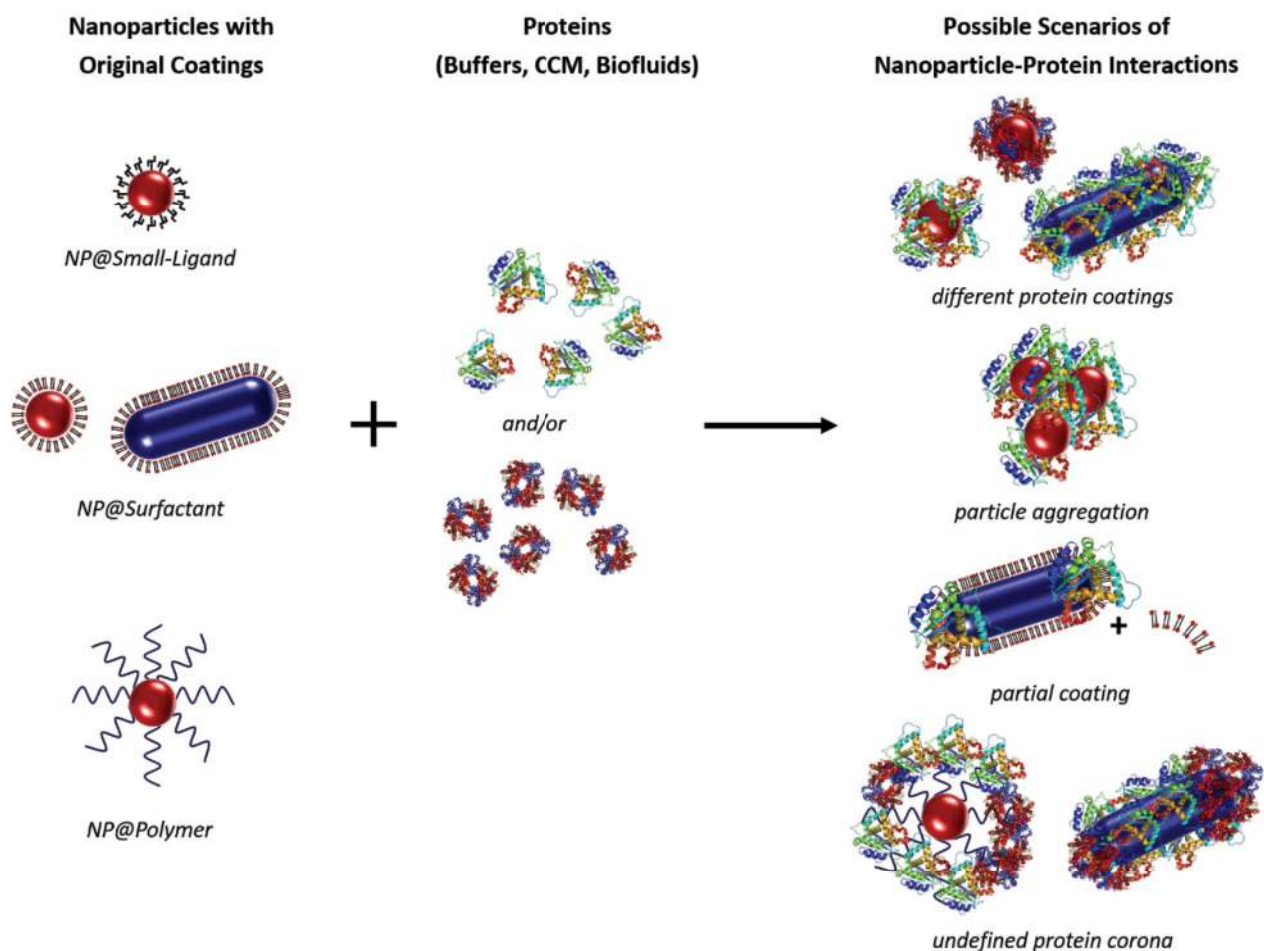 Nanoparticles with
Original Coatings
Proteins
(Buffers, CCM, Biofluids)
Possible Scenarios of
Nanoparticle-Protein Interactions
NP@Small-Ligand
NP@Surfactant
NP@Polymer
+
and/or
different protein coatings
particle aggregation
+
partial coating
undefined protein corona